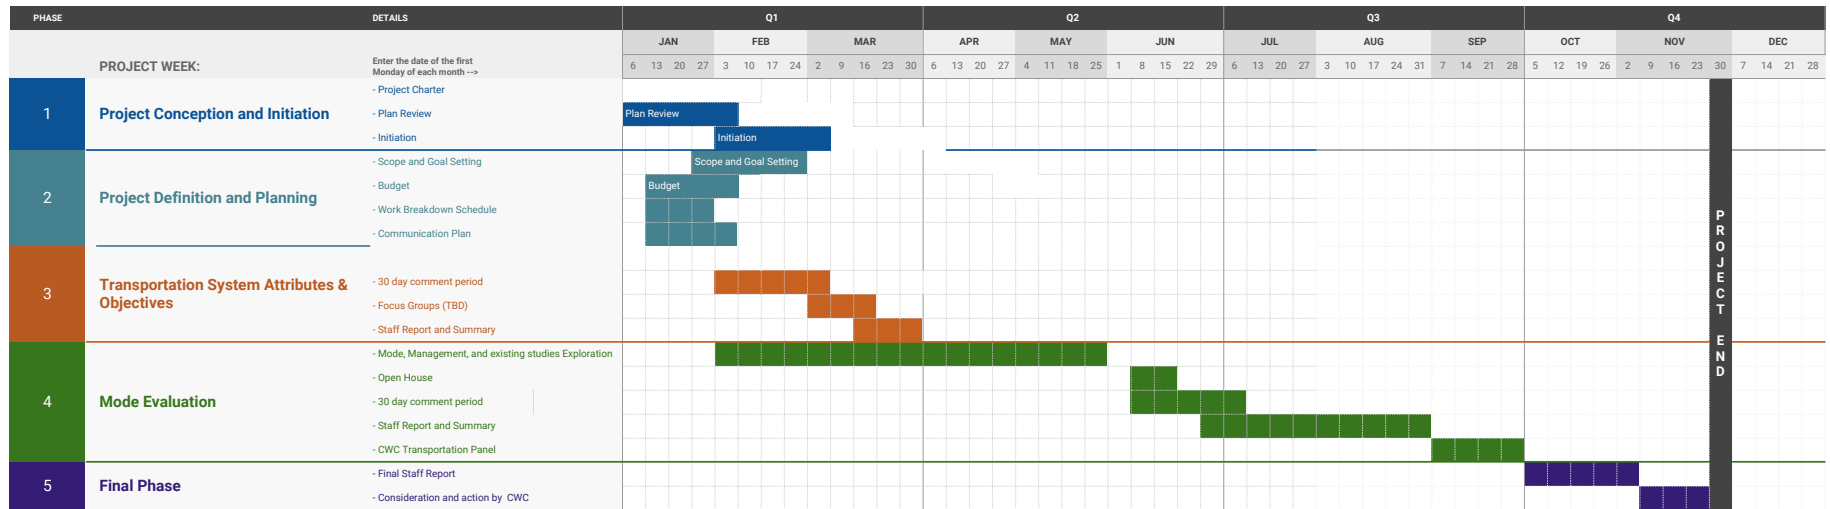 PHASE DETAILS Q1 Q2 Q3 Q4
JAN FEB MAR APR MAY JUN JUL AUG SEP OCT NOV DEC
PROJECT WEEK: Enter the date of the first
Monday of each month -->
6 13 20 27 3 10 17 24 2 9 16 23 30 6 13 20 27 4 11 18 25 1 8 15 22 29 6 13 20 27 3 10 17 24 31 7 14 21 28 5 12 19 26 2 9 16 23 30 7 14 21 28
1 Project Conception and Initiation
- Project Charter
- Plan Review
Plan Review
- Initiation
Initiation
2 Project Definition and Planning
- Scope and Goal Setting
Scope and Goal Setting
- Budget
Budget
- Work Breakdown Schedule
- Communication Plan
3 Transportation System Attributes &
Objectives
- 30 day comment period
- Focus Groups (TBD)
- Staff Report and Summary
4 Mode Evaluation
- Mode, Management, and existing studies Exploration
- Open House
- 30 day comment period
- Staff Report and Summary
- CWC Transportation Panel
5 Final Phase
- Final Staff Report
- Consideration and action by CWC
PROJECT END